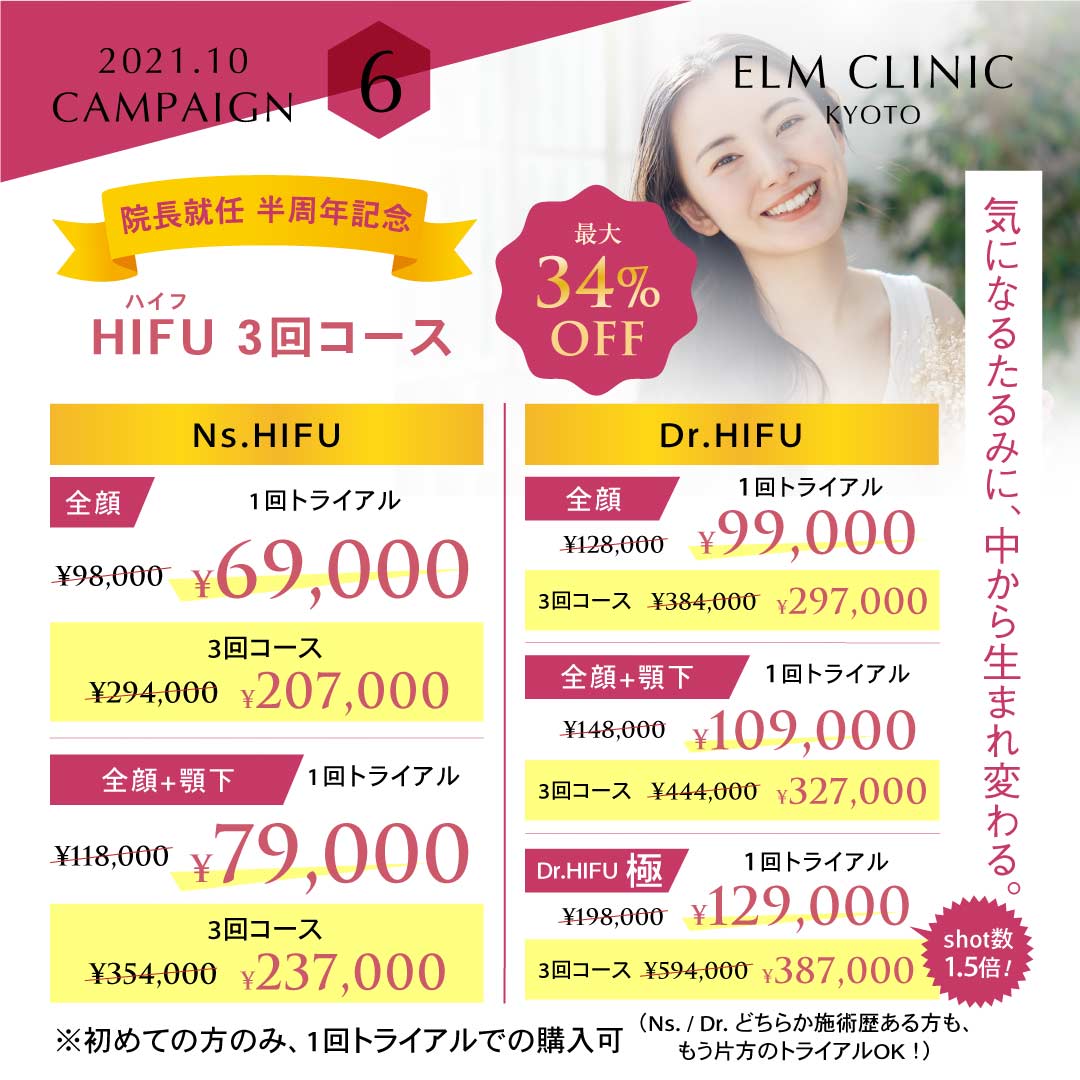 2021.10
CAMPAIGN
6
ELM CLINIC
KYOTO
院長就任 半周年記念
ハイフ
HIFU 3回コース
最大
34%
OFF
気になるたるみに、中から生まれ変わる。
Ns.HIFU
全顔
1回トライアル
¥98,000 ¥69,000
3回コース
¥294,000 ¥207,000
全顔+顎下
1回トライアル
¥118,000 ¥79,000
3回コース
¥354,000 ¥237,000
Dr.HIFU
全顔
1回トライアル
¥128,000 ¥99,000
3回コース ¥384,000 ¥297,000
全顔+顎下
1回トライアル
¥148,000 ¥109,000
3回コース ¥444,000 ¥327,000
Dr.HIFU 極
1回トライアル
¥198,000 ¥129,000
3回コース ¥594,000 ¥387,000
shot数
1.5倍!
※初めての方のみ、1回トライアルでの購入可
（Ns. / Dr. どちらか施術歴ある方も、
もう片方のトライアルOK！）